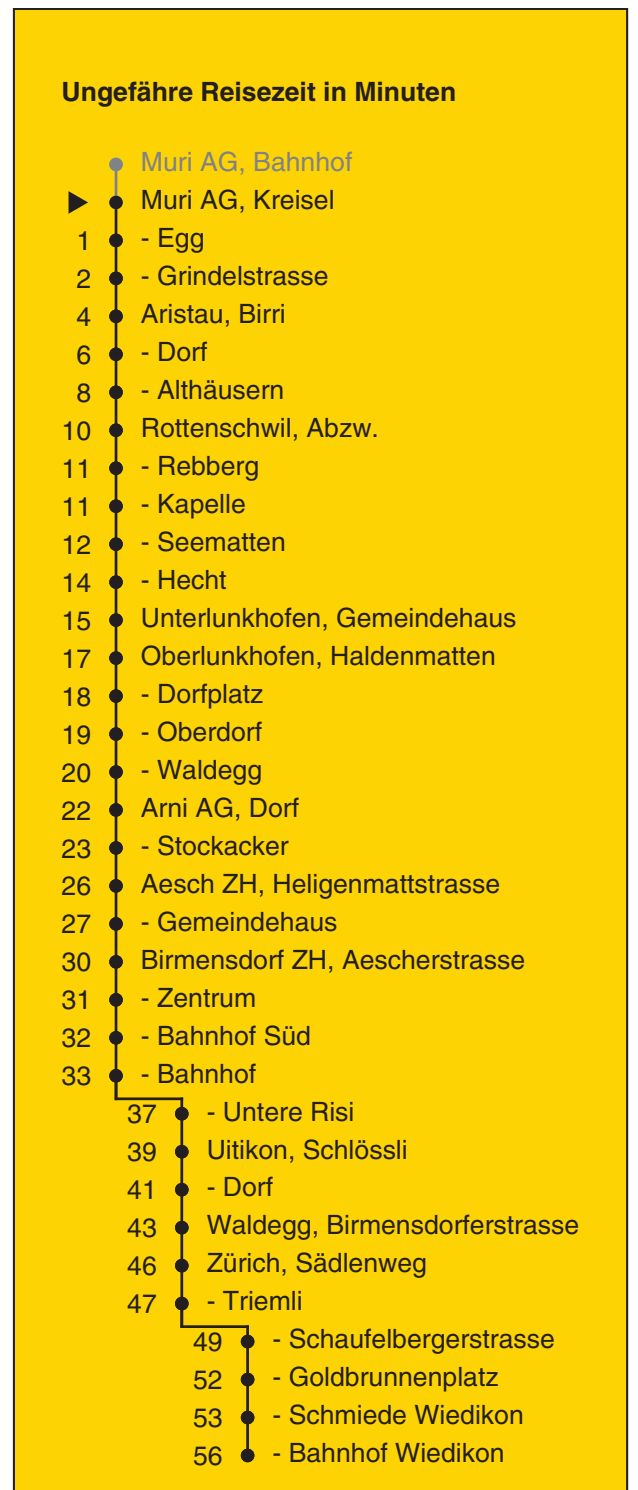 Ungefähre Reisezeit in Minuten
Muri AG, Bahnhof
Muri AG, Kreisel
1 - Egg
2 - Grindelstrasse
4 Aristau, Birri
6 - Dorf
8 - Althäusern
10 Rottenschwil, Abzw.
11 - Rebberg
11 - Kapelle
12 - Seematten
14 - Hecht
15 Unterlunkhofen, Gemeindehaus
17 Oberlunkhofen, Haldenmatten
18 - Dorfplatz
19 - Oberdorf
20 - Waldegg
22 Arni AG, Dorf
23 - Stockacker
26 Aesch ZH, Heligenmattstrasse
27 - Gemeindehaus
30 Birmensdorf ZH, Aescherstrasse
31 - Zentrum
32 - Bahnhof Süd
33 - Bahnhof
37 - Untere Risi
39 Uitikon, Schlössli
41 - Dorf
43 Waldegg, Birmensdorferstrasse
46 Zürich, Sädlenweg
47 - Triemli
49 - Schaufelbergerstrasse
52 - Goldbrunnenplatz
53 - Schmiede Wiedikon
56 - Bahnhof Wiedikon